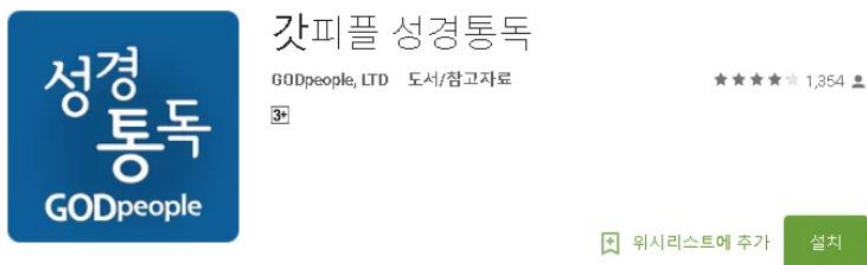 성경
통독
GODpeople
갓피플 성경통독
GODpeople, LTD 도서/참고자료
1,354
3+
위시리스트에 추가
설치